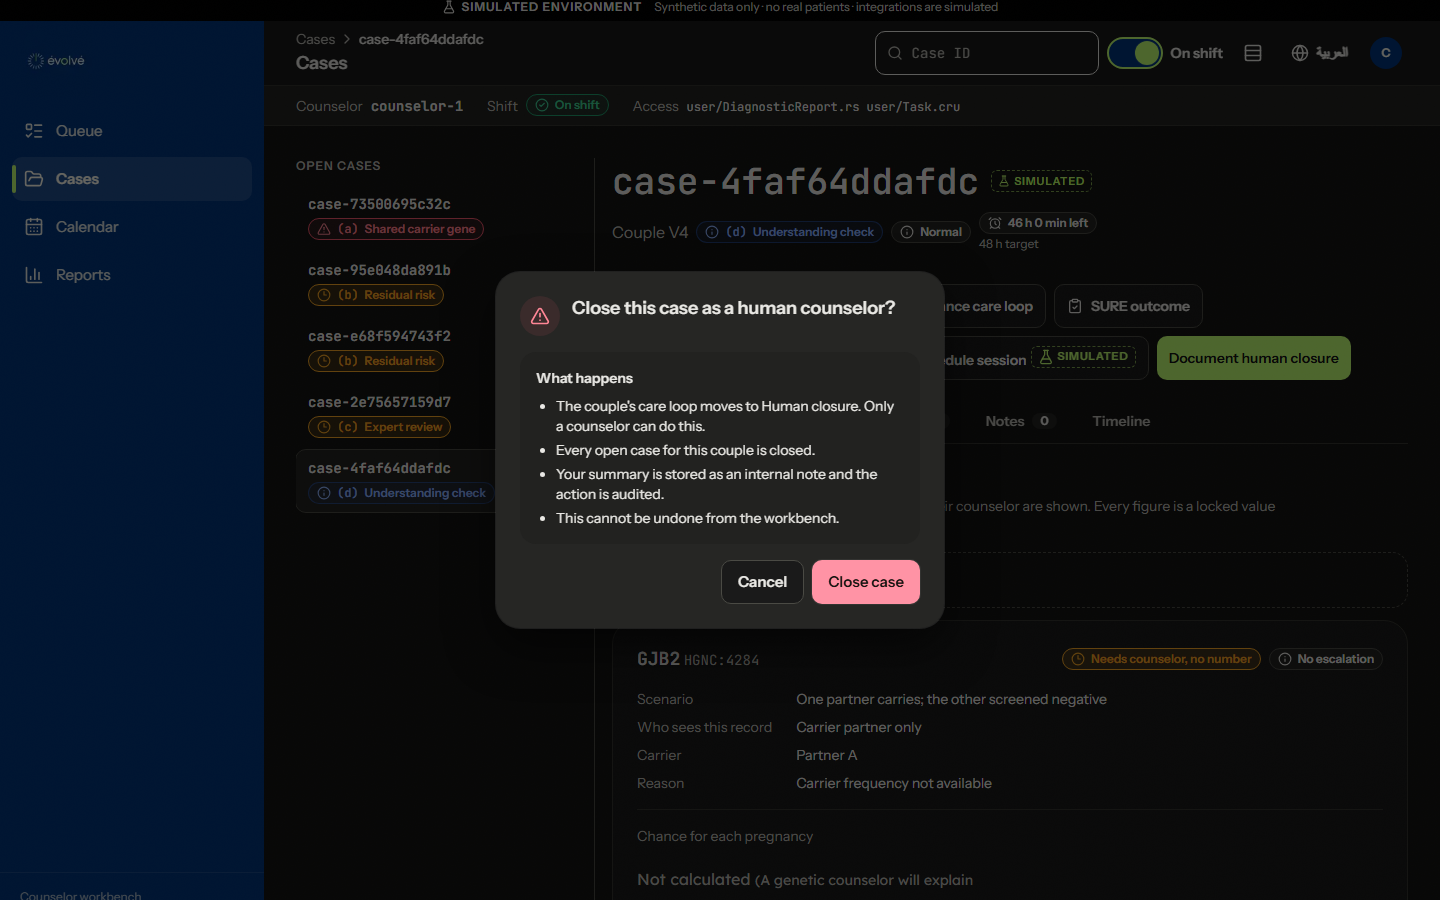 SIMULATED ENVIRONMENT Synthetic data only · no real patients · integrations are simulated
évolvé
Cases > case-4faf64ddafdc
Cases
Case ID
On shift
العربية
C
Counselor counselor-1 Shift On shift Access user/DiagnosticReport.rs user/Task.cru
Queue
Cases
Calendar
Reports
Counselor workbench
OPEN CASES
case-73500695c32c
(a) Shared carrier gene
case-95e048da891b
(b) Residual risk
case-e68f594743f2
(b) Residual risk
case-2e75657159d7
(c) Expert review
case-4faf64ddafdc
(d) Understanding check
case-4faf64ddafdc SIMULATED
Couple V4 (d) Understanding check Normal 46 h 0 min left
48 h target
nce care loop SURE outcome
dule session SIMULATED Document human closure
Notes 0 Timeline
ir counselor are shown. Every figure is a locked value
Close this case as a human counselor?
What happens
• The couple's care loop moves to Human closure. Only
a counselor can do this.
• Every open case for this couple is closed.
• Your summary is stored as an internal note and the
action is audited.
• This cannot be undone from the workbench.
Cancel Close case
GJB2 HGNC:4284 Needs counselor, no number No escalation
Scenario One partner carries; the other screened negative
Who sees this record Carrier partner only
Carrier Partner A
Reason Carrier frequency not available
Chance for each pregnancy
Not calculated (A genetic counselor will explain